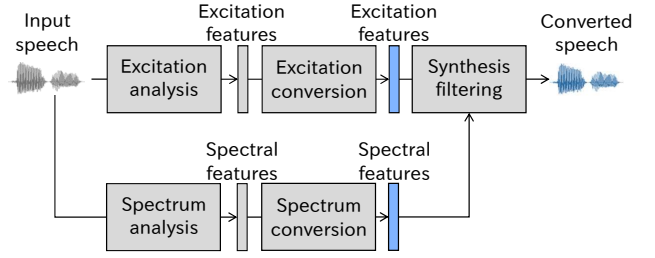 Input
speech
Excitation
features
Excitation
features
Converted
speech
Excitation
analysis
Excitation
conversion
Synthesis
filtering
Spectral
features
Spectral
features
Spectrum
analysis
Spectrum
conversion